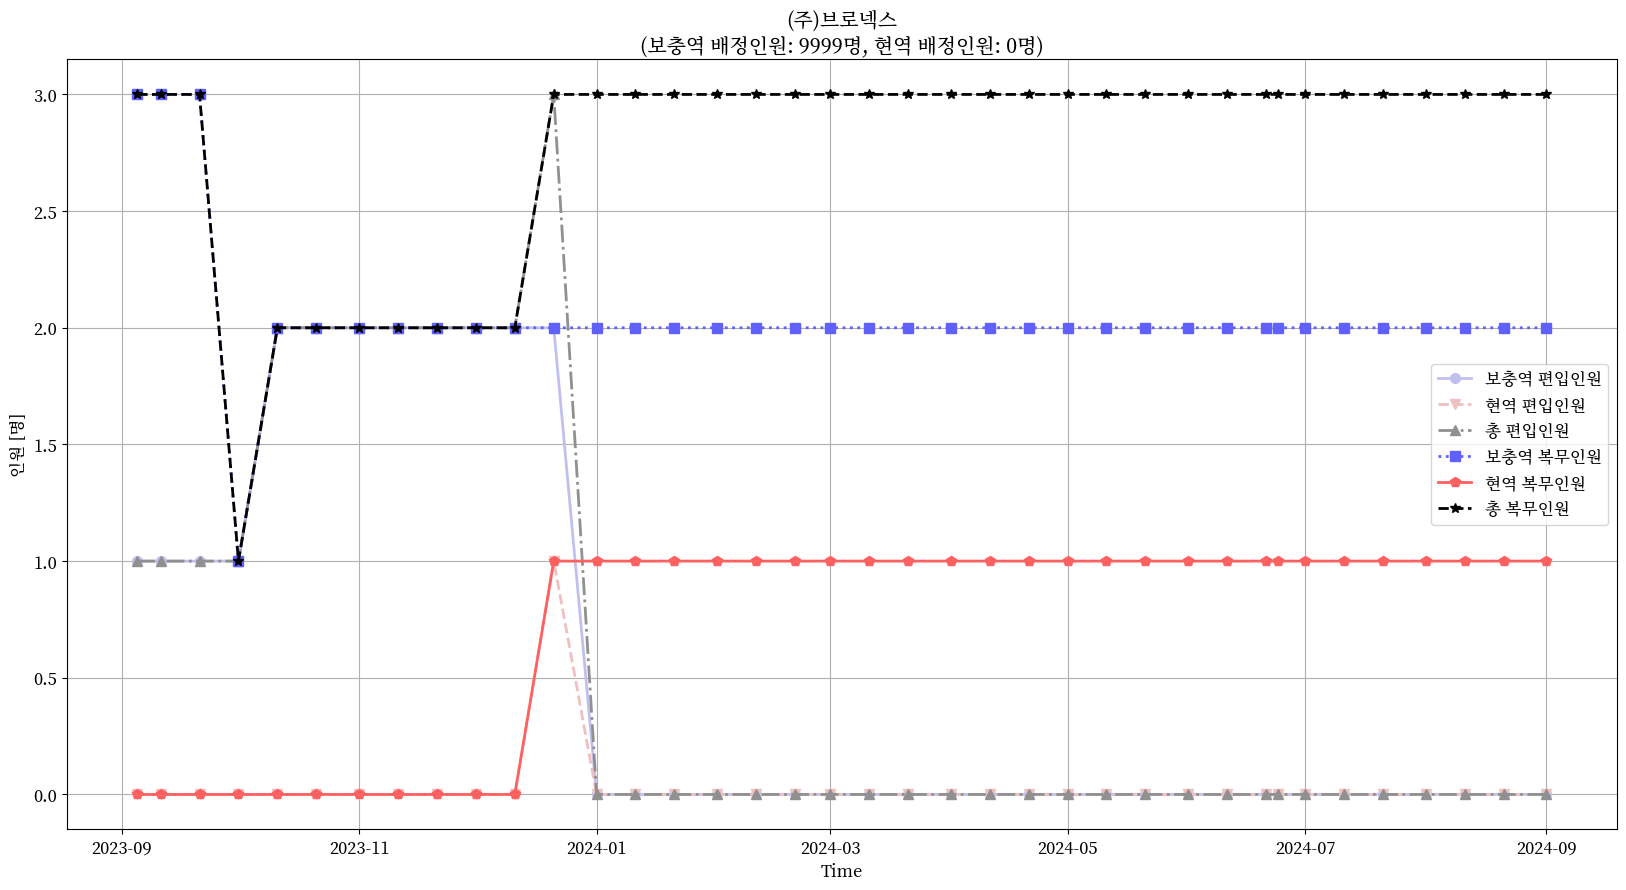 (주)브로넥스
(보충역 배정인원: 9999명, 현역 배정인원: 0명)
3.0
2.5
2.0
1.5
1.0
0.5
0.0
인원 [명]
보충역 편입인원
현역 편입인원
총 편입인원
보충역 복무인원
현역 복무인원
총 복무인원
2023-09
2023-11
2024-01
2024-03
2024-05
2024-07
2024-09
Time